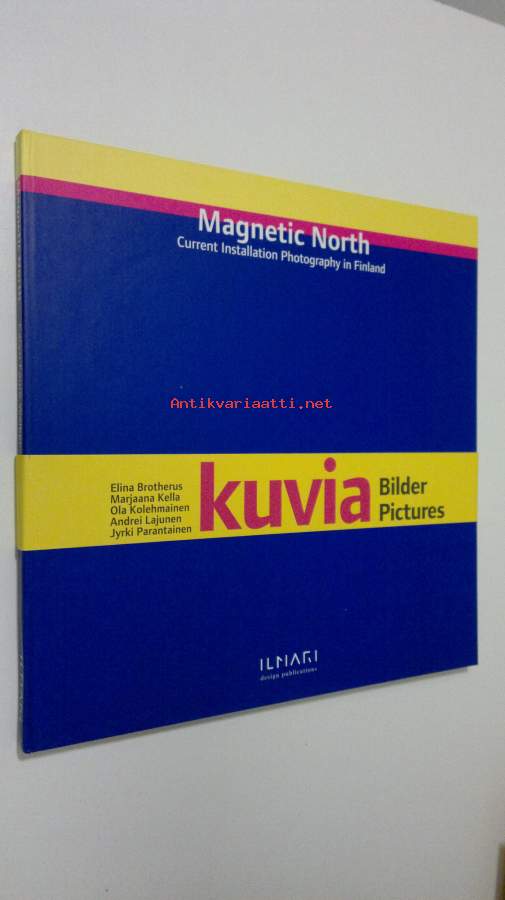 Magnetic North
Current Installation Photography in Finland
Antikvariaatti.net
Elina Brotherus
Marjaana Kella
Ola Kolehmainen
Andrei Lajunen
Jyrki Parantainen
kuvia
Bilder
Pictures
ILMARI
design publications